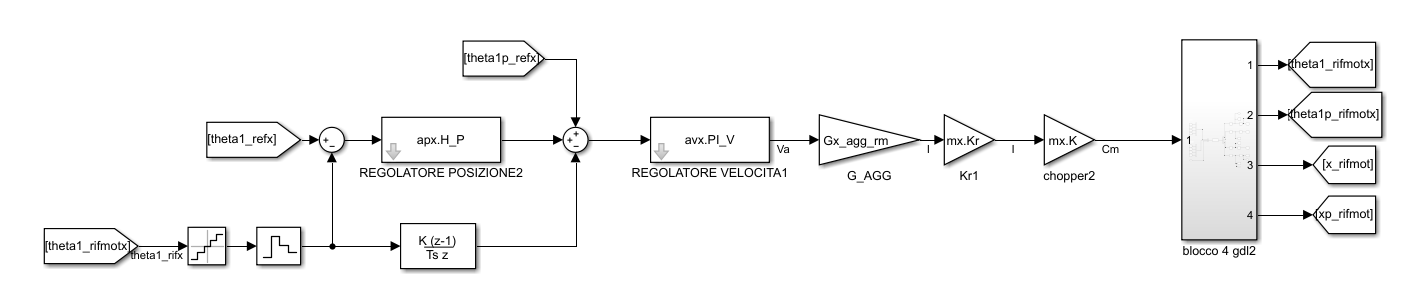 [theta1p_refx]
[theta1_refx]
+
−
apx.H_P
REGOLATORE POSIZIONE2
+
+
−
avx.PI_V
REGOLATORE VELOCITA1
Va
Gx_agg_rm
G_AGG
I
mx.Kr
Kr1
I
mx.K
chopper2
Cm
1
1
2
3
4
blocco 4 gdl2
[theta1_rifmotx]
[theta1p_rifmotx]
[x_rifmot]
[xp_rifmot]
[theta1_rifmotx]
theta1_rifx
K (z-1)
Ts z